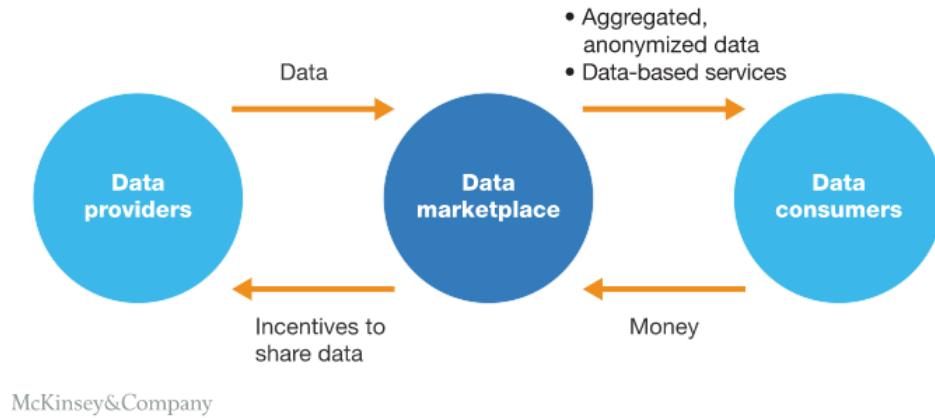 • Aggregated,
anonymized data
• Data-based services
Data
Data
providers
Data
marketplace
Data
consumers
Incentives to
share data
Money
McKinsey&Company